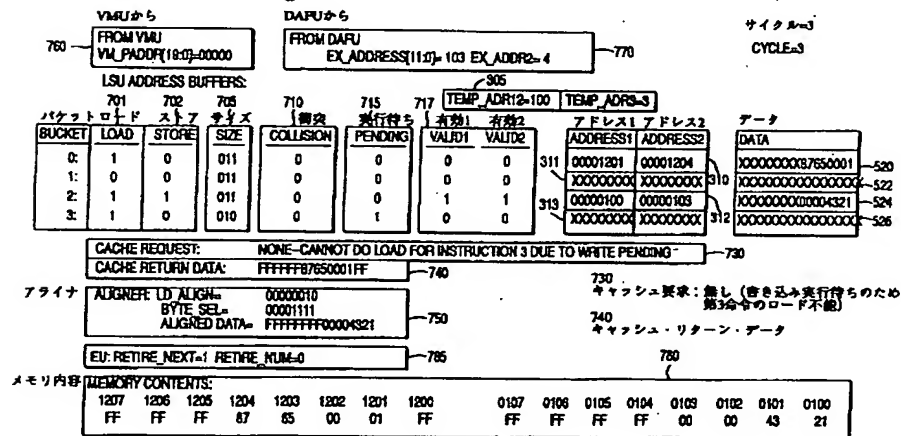 VMUから DAFUから サイクル=3
760 FROM VMU FROM DAFU 770 CYCLE=3
VM_PADDR[19:0]=00000 EX_ADDRESS[11:0]= 103 EX_ADR2= 4
LSU ADDRESS BUFFERS: 305
TEMP_ADR12=100 TEMP_ADR3=3
701 702 705 710 715 717
バケット ロード ストア サイズ 衝突 実行待ち 有効1 有効2 アドレス1 アドレス2 データ
BUCKET LOAD STORE SIZE COLLISION PENDING VALID1 VALID2 ADDRESS1 ADDRESS2 DATA
0: 1 0 011 0 0 0 0 311 00001201 00001204 XXXXXXXX87650001 520
1: 0 0 011 0 0 0 0 XXXXXXXX XXXXXXXX 310 XXXXXXXXXXXXXXXX 522
2: 1 1 011 0 0 1 1 313 00000100 00000103 XXXXXXXX00004321 524
3: 1 0 010 0 1 0 0 XXXXXXXX XXXXXXXX 312 XXXXXXXXXXXXXXXX 526
CACHE REQUEST: NONE--CANNOT DO LOAD FOR INSTRUCTION 3 DUE TO WRITE PENDING 730
CACHE RETURN DATA: FFFFFF87650001FF 740
アライナ ALIGNER: LD_ALIGN= 00000010
BYTE_SEL= 00001111 750
ALIGNED DATA= FFFFFFFF00004321
730
キャッシュ要求:無し(書き込み実行待ちのため
第3命令のロード不能)
740
キャッシュ・リターン・データ
EU: RETIRE_NEXT=1 RETIRE_NUM=0 785
780
メモリ内容 MEMORY CONTENTS:
1207 1206 1205 1204 1203 1202 1201 1200 0107 0106 0105 0104 0103 0102 0101 0100
FF FF FF 87 65 00 01 FF FF FF FF FF 00 00 43 21